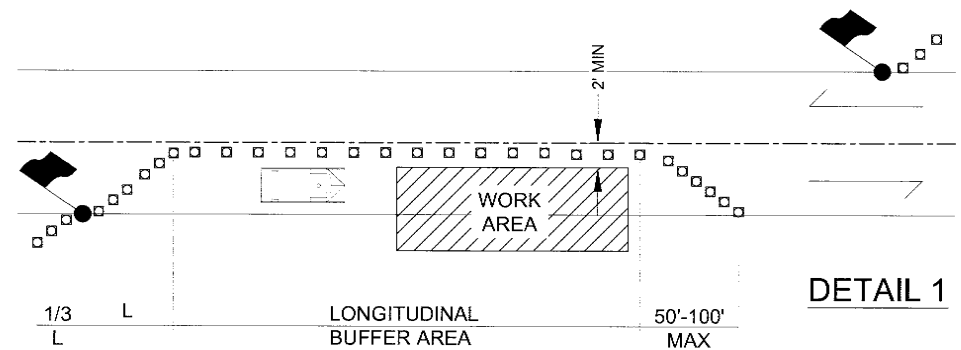 2' MIN
WORK
AREA
DETAIL 1
1/3 L LONGITUDINAL 50'-100'
L BUFFER AREA MAX